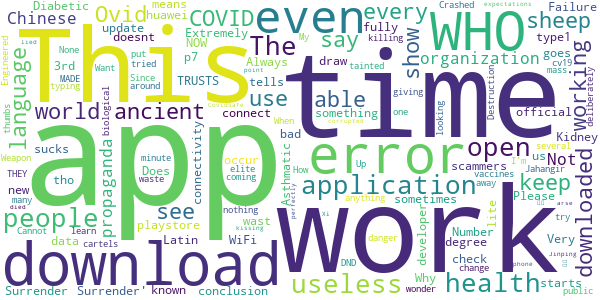 Diabetic means Ovid COVID even every Crashed My expectations
Chinese huawei Failure
This time WHO
update Extremely NOW The say sheep
None doesnt 3rd p7 Always show type1
Want put tried TRUSTS organization fully goes cv19
MADE Since use able draw tainted killing mass.
language typing around tells something official
thumbs world ancient connect one
Engineered lied point Covidsafe
biological When giving looking Destruction deliberately
app error open Not
sucks propaganda connectivity bad scammers Kidney us
THEY tho minute Does occur elite coming How Up Jahangir
new waste Asthmatic vaccines several
people see application keep I'm
many died nothing perfectly sometimes away Please
Cannot learn playstore corrupted anything
data cartels Latin wast kissing Xi lite try
download work downloaded working
WiFi DND developer Number degree Very
Weapon useless Why check danger change Jinping
Surrender Surrender' known conclusion wonder health phone starts public
arse